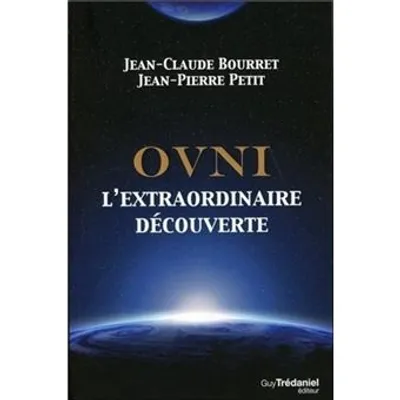 JEAN-CLAUDE BOURRET
JEAN-PIERRE PETIT
OVNI
L'EXTRAORDINAIRE
DÉCOUVERTE
Guy Trédaniel
éditeur